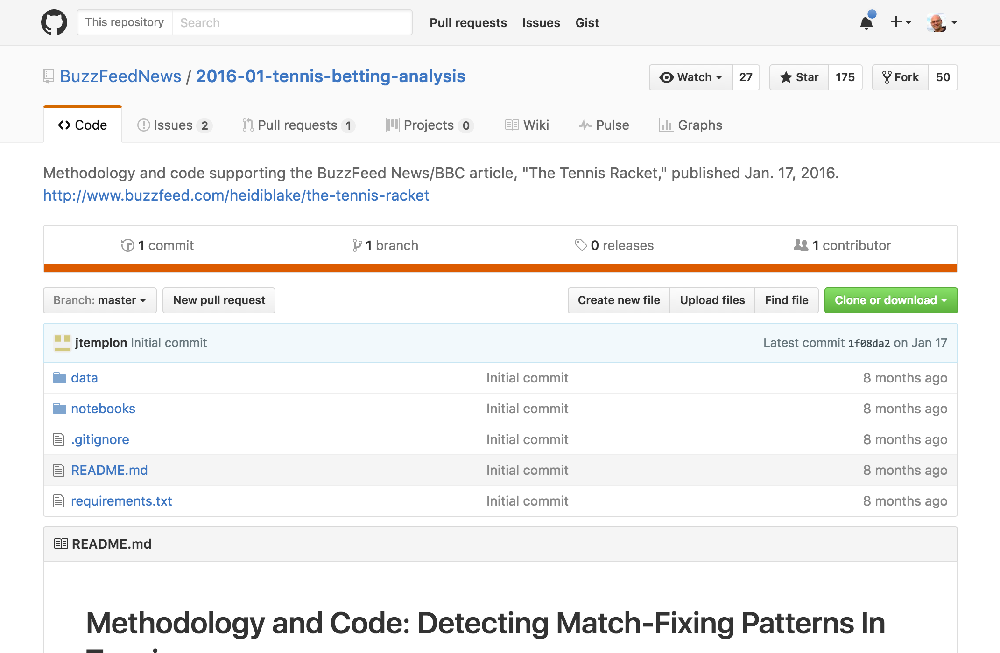 This repository Search Pull requests Issues Gist
BuzzFeedNews / 2016-01-tennis-betting-analysis Watch 27 Star 175 Fork 50
Code Issues 2 Pull requests 1 Projects 0 Wiki Pulse Graphs
Methodology and code supporting the BuzzFeed News/BBC article, "The Tennis Racket," published Jan. 17, 2016.
http://www.buzzfeed.com/heidiblake/the-tennis-racket
1 commit 1 branch 0 releases 1 contributor
Branch: master New pull request Create new file Upload files Find file Clone or download
jtemplon Initial commit Latest commit 1f08da2 on Jan 17
data Initial commit 8 months ago
notebooks Initial commit 8 months ago
.gitignore Initial commit 8 months ago
README.md Initial commit 8 months ago
requirements.txt Initial commit 8 months ago
README.md
Methodology and Code: Detecting Match-Fixing Patterns In